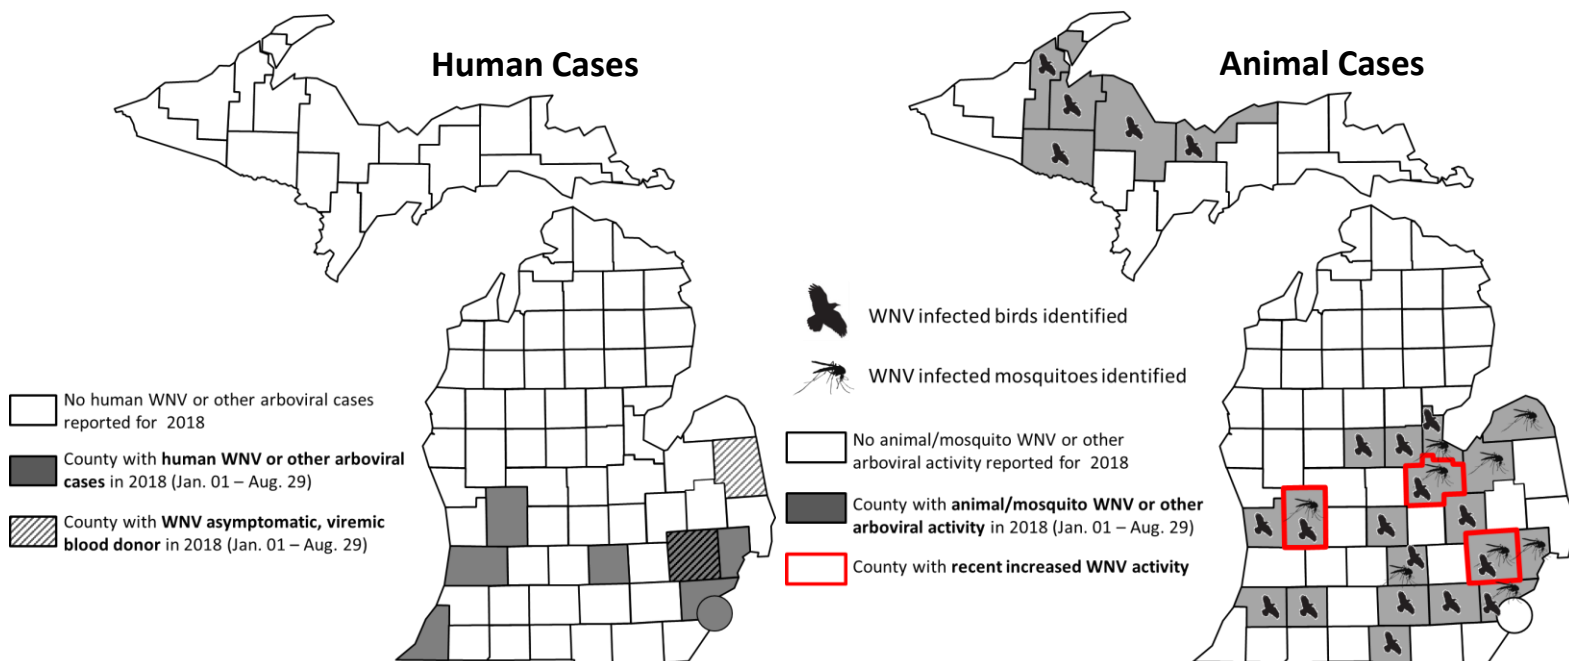 Human Cases
No human WNV or other arboviral cases
reported for 2018
County with human WNV or other arboviral
cases in 2018 (Jan. 01 – Aug. 29)
County with WNV asymptomatic, viremic
blood donor in 2018 (Jan. 01 – Aug. 29)
Animal Cases
WNV infected birds identified
WNV infected mosquitoes identified
No animal/mosquito WNV or other
arboviral activity reported for 2018
County with animal/mosquito WNV or other
arboviral activity in 2018 (Jan. 01 – Aug. 29)
County with recent increased WNV activity